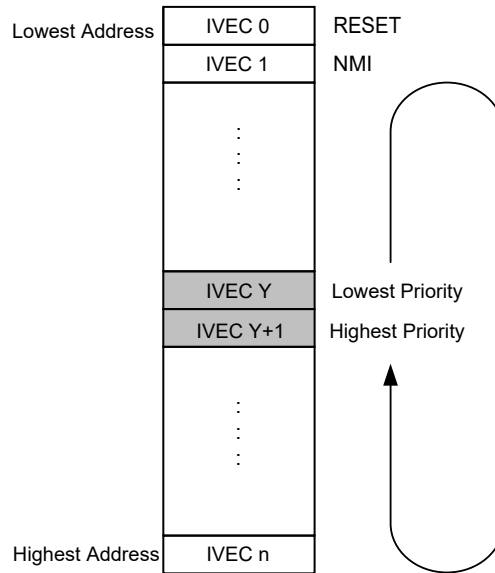 Lowest Address IVEC 0 RESET
IVEC 1 NMI
⋮
IVEC Y Lowest Priority
IVEC Y+1 Highest Priority
⋮
Highest Address IVEC n